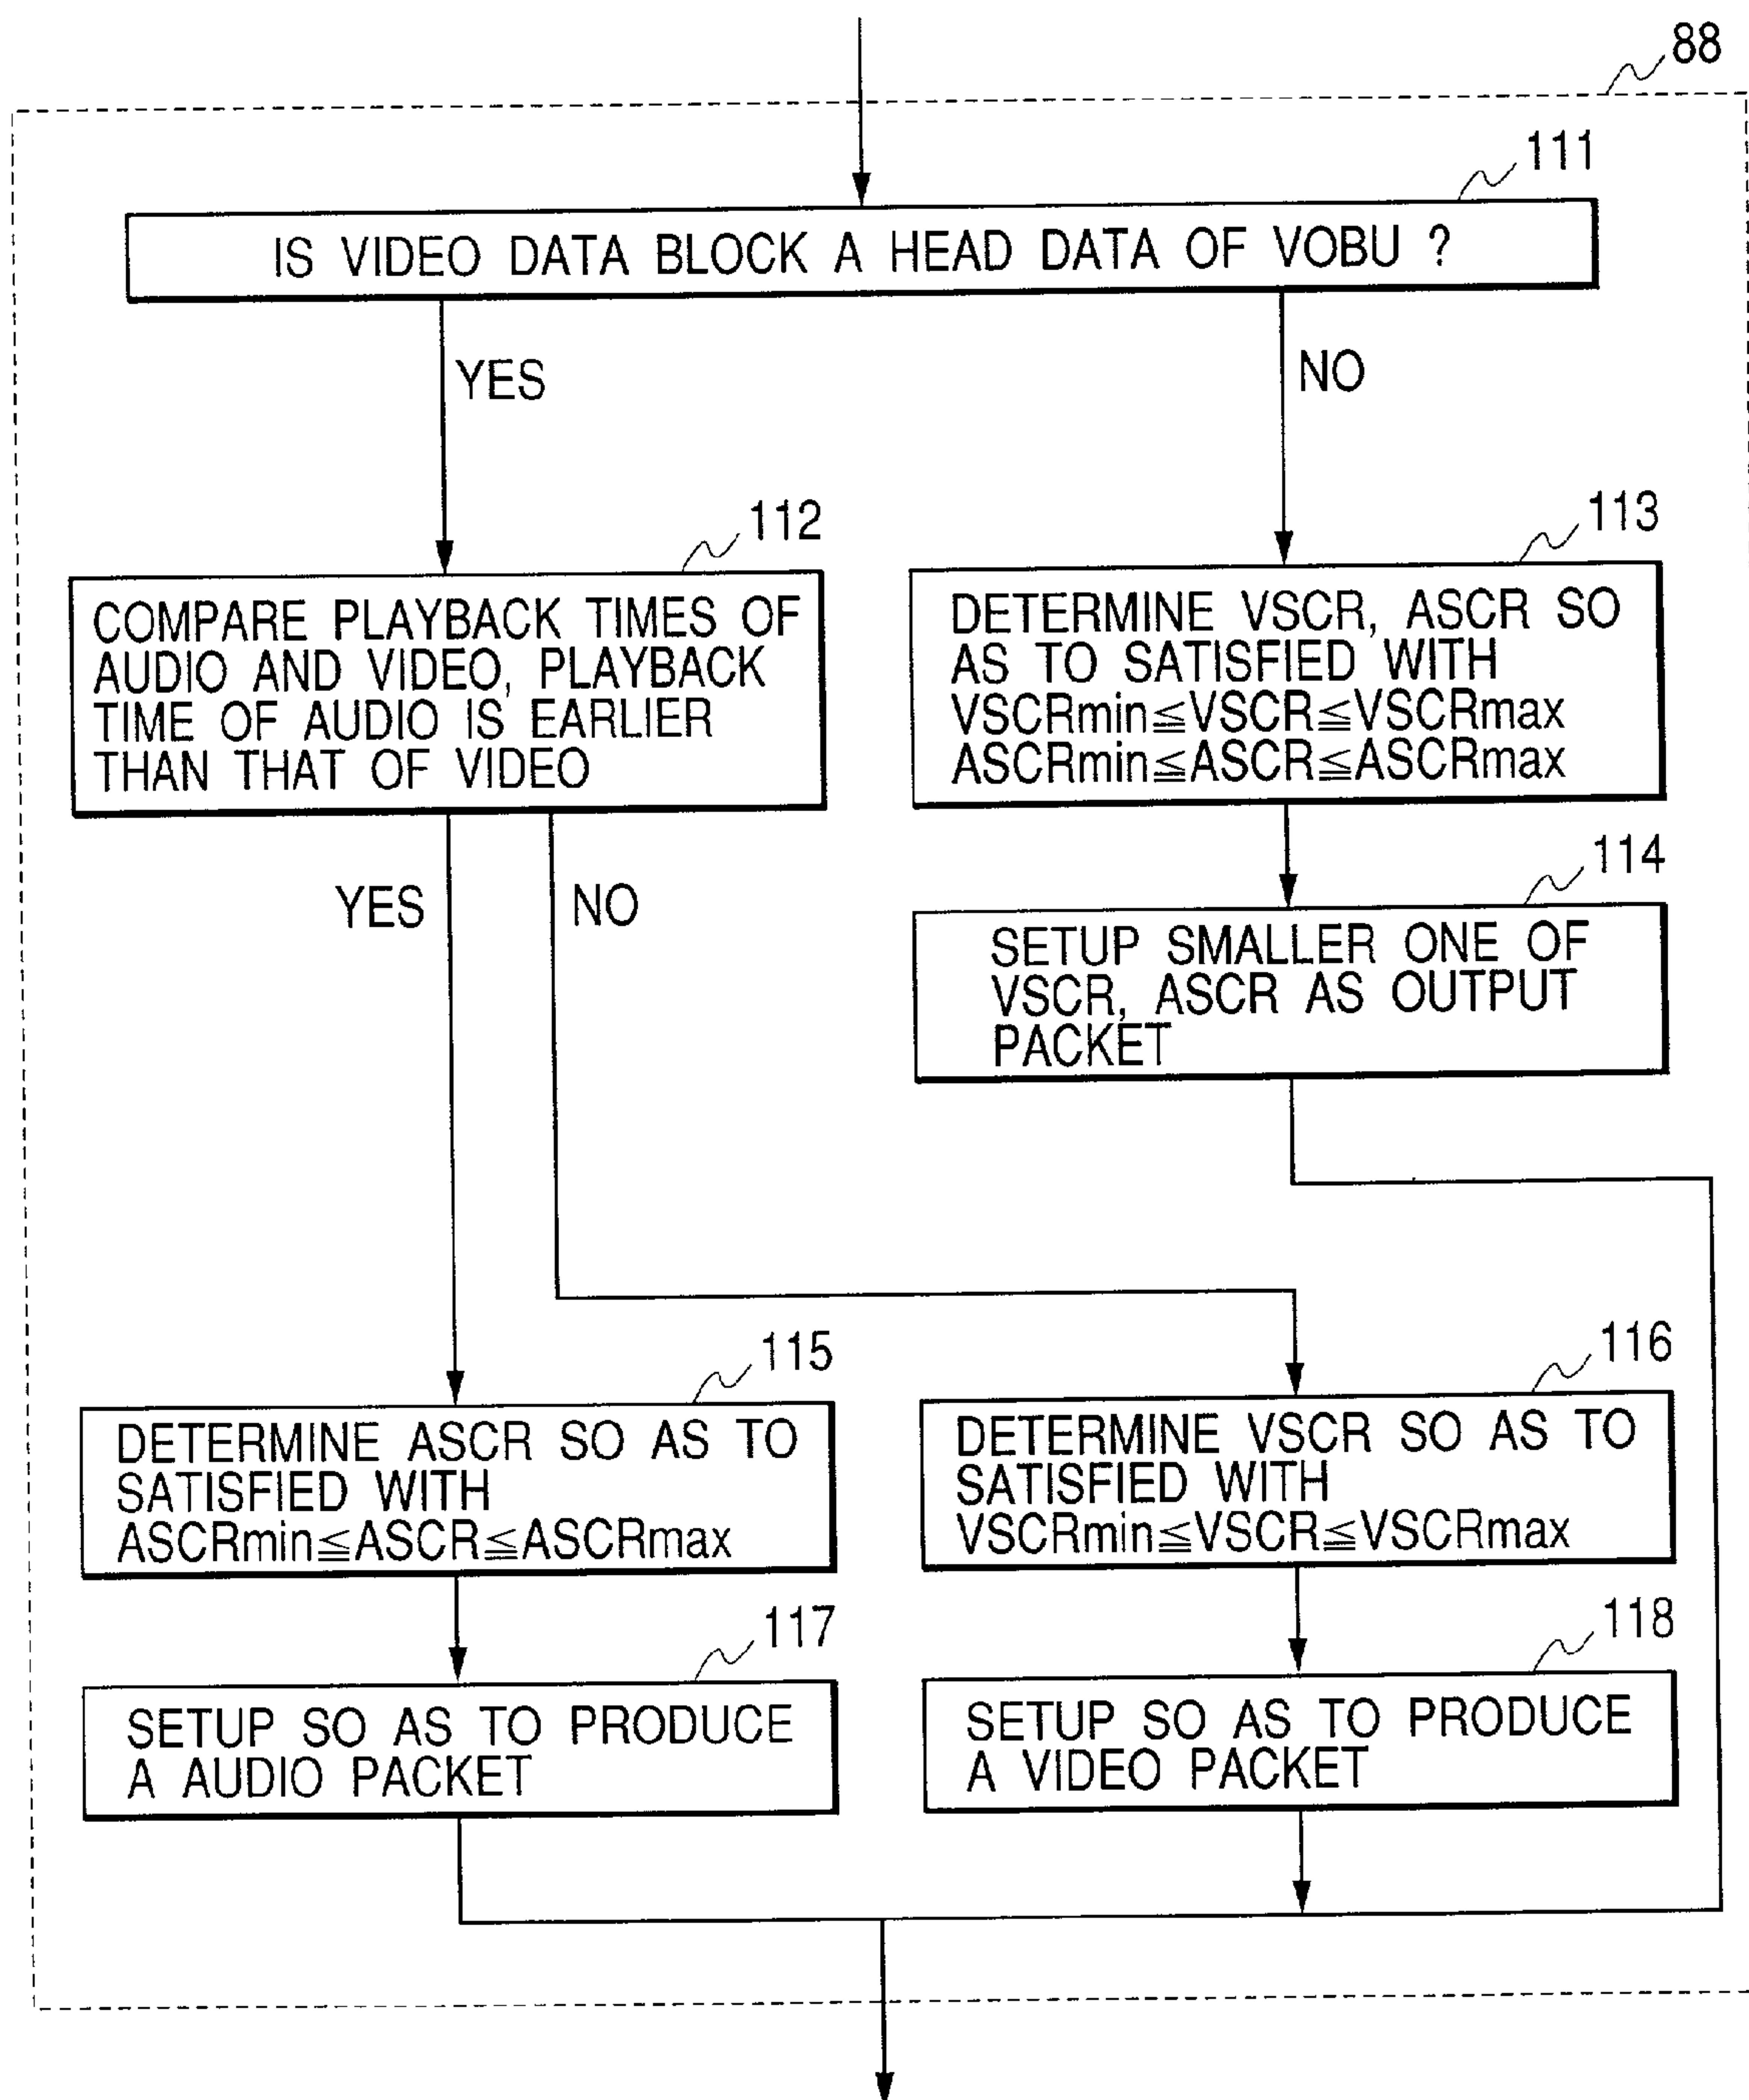 88
111
IS VIDEO DATA BLOCK A HEAD DATA OF VOBU ?
YES
NO
112
COMPARE PLAYBACK TIMES OF
AUDIO AND VIDEO, PLAYBACK
TIME OF AUDIO IS EARLIER
THAN THAT OF VIDEO
113
DETERMINE VSCR, ASCR SO
AS TO SATISFIED WITH
VSCRmin≦VSCR≦VSCRmax
ASCRmin≦ASCR≦ASCRmax
114
SETUP SMALLER ONE OF
VSCR, ASCR AS OUTPUT
PACKET
YES
NO
115
DETERMINE ASCR SO AS TO
SATISFIED WITH
ASCRmin≦ASCR≦ASCRmax
116
DETERMINE VSCR SO AS TO
SATISFIED WITH
VSCRmin≦VSCR≦VSCRmax
117
SETUP SO AS TO PRODUCE
A AUDIO PACKET
118
SETUP SO AS TO PRODUCE
A VIDEO PACKET